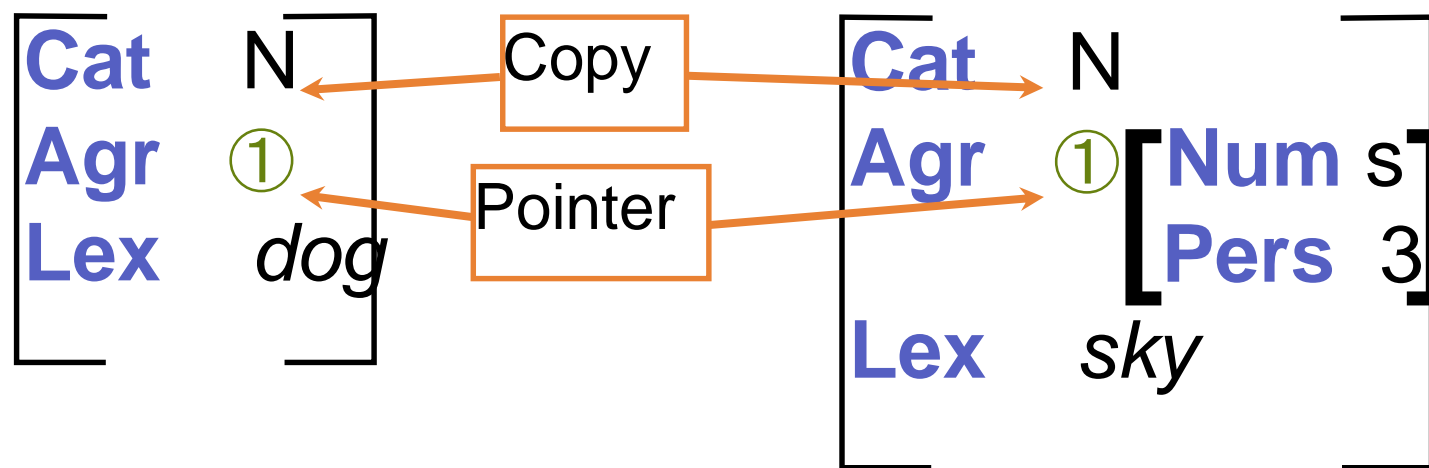 Cat N
Agr ①
Lex dog
Copy
Pointer
Cat N
Agr ① Num s
Pers 3
Lex sky